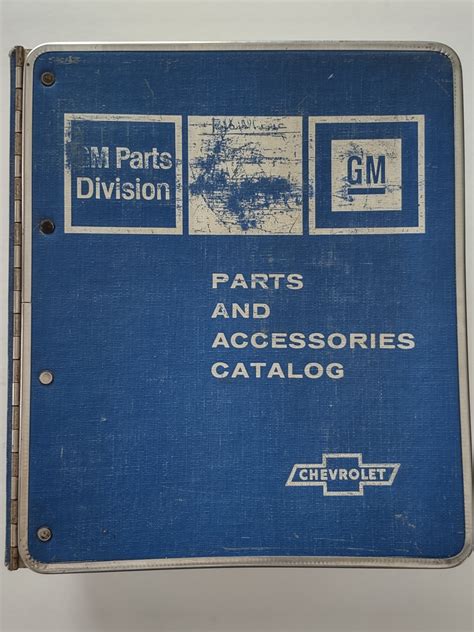 GM Parts
Division
GM
PARTS
AND
ACCESSORIES
CATALOG
CHEVROLET